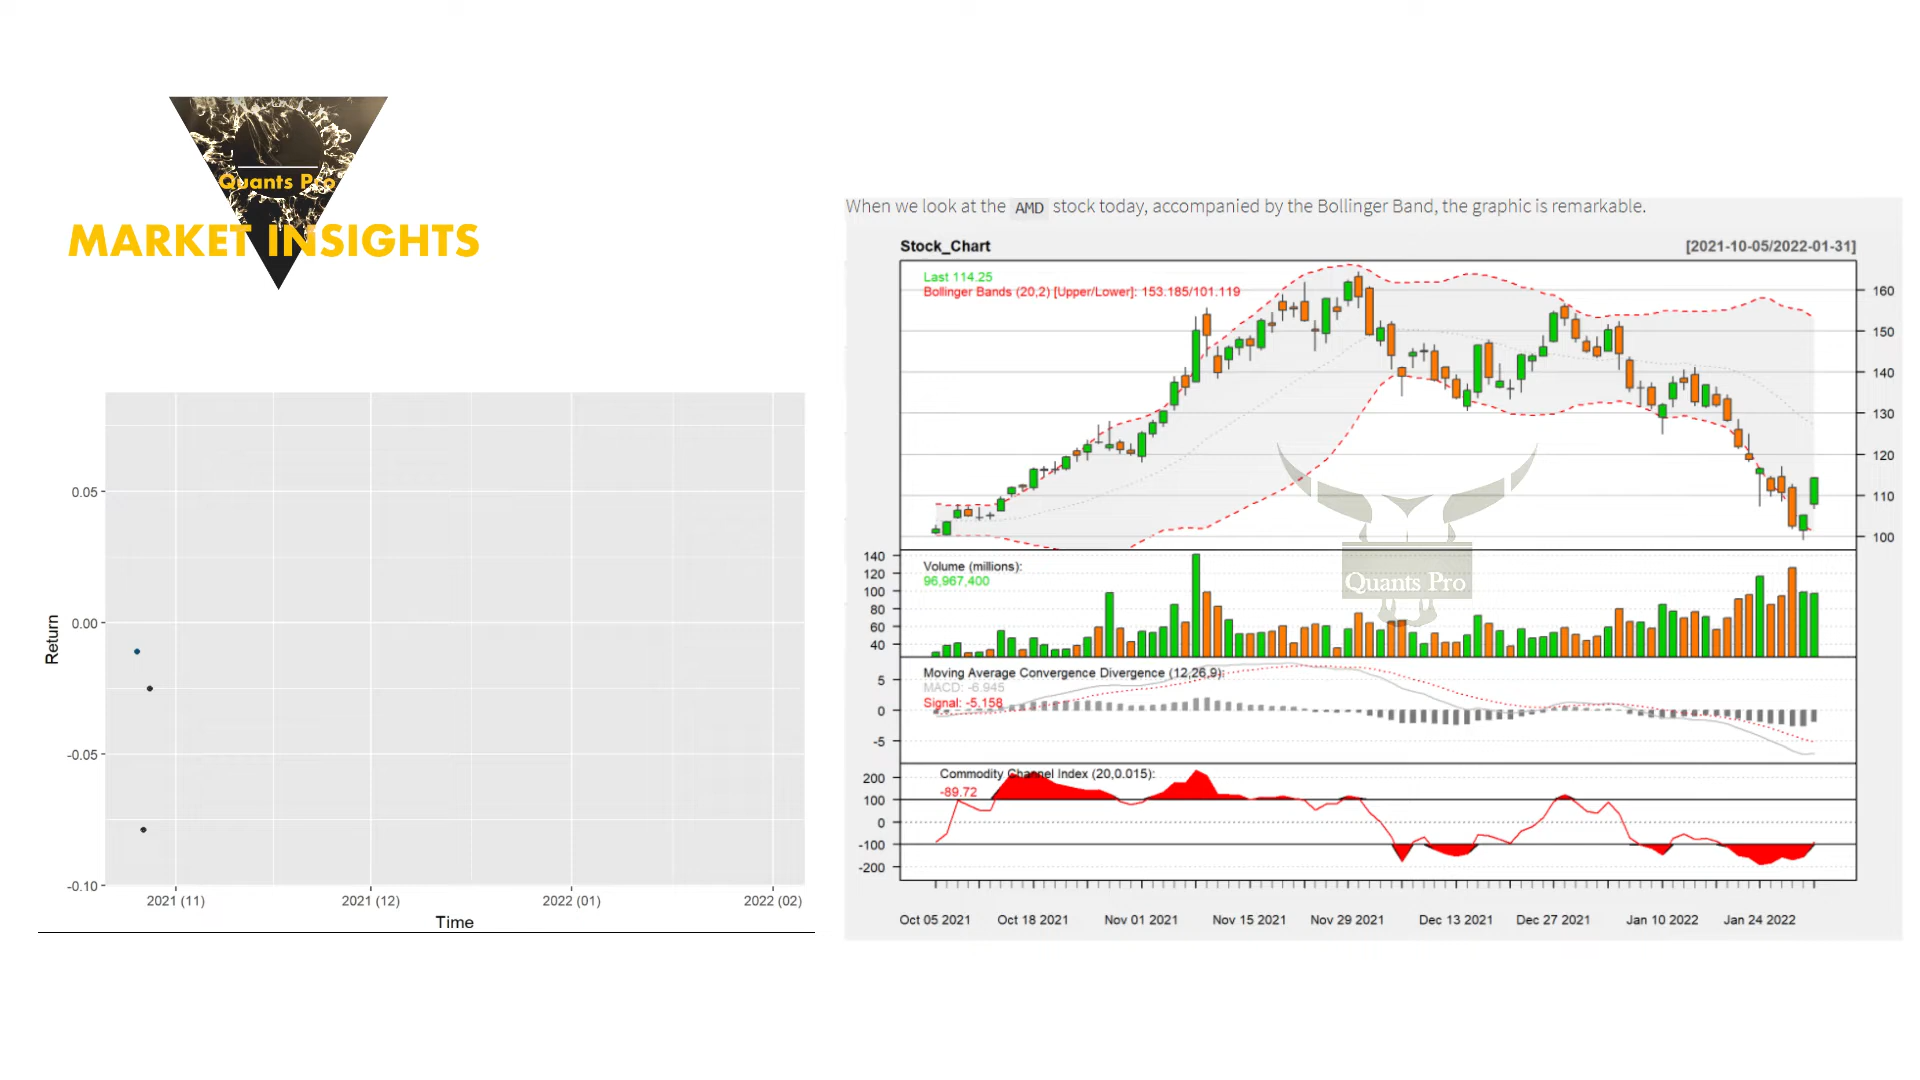 Quants Pro
MARKET INSIGHTS
0.05
0.00
-0.05
-0.10
Return
2021 (11)
2021 (12)
2022 (01)
2022 (02)
Time
When we look at the AMD stock today, accompanied by the Bollinger Band, the graphic is remarkable.
Stock_Chart
[2021-10-05/2022-01-31]
Last 114.25
Bollinger Bands (20,2) [Upper/Lower]: 153.185/101.119
160
150
140
130
120
110
100
Quants Pro
Volume (millions):
96,967,400
140
120
100
80
60
40
Moving Average Convergence Divergence (12,26,9):
MACD: -6.945
Signal: -5.158
5
0
-5
Commodity Channel Index (20,0.015):
-89.72
200
100
0
-100
-200
Oct 05 2021
Oct 18 2021
Nov 01 2021
Nov 15 2021
Nov 29 2021
Dec 13 2021
Dec 27 2021
Jan 10 2022
Jan 24 2022